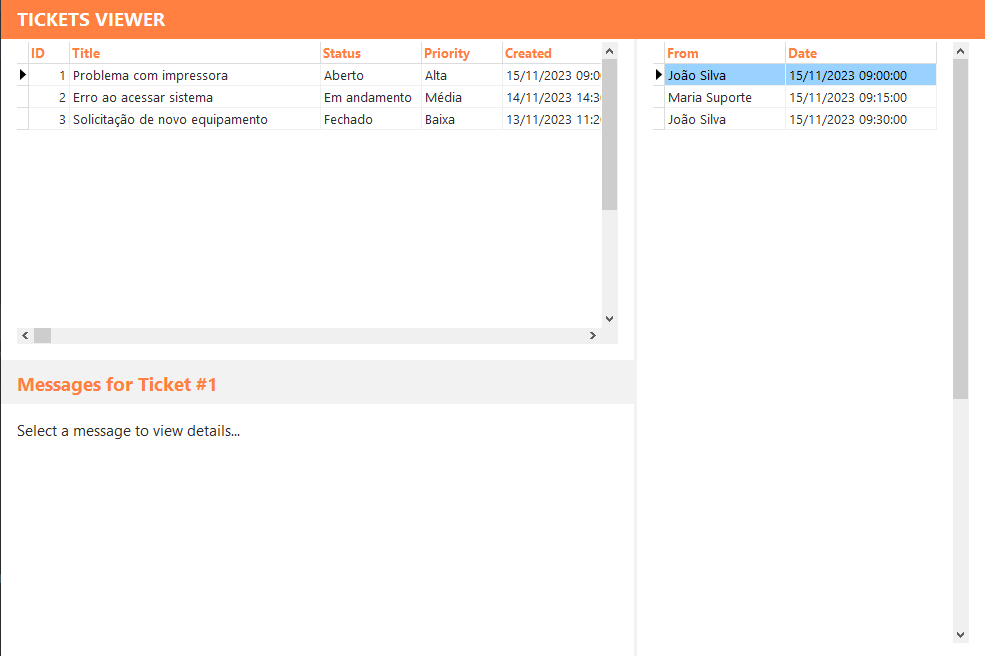 TICKETS VIEWER
ID Title Status Priority Created
1 Problema com impressora Aberto Alta 15/11/2023 09:0
2 Erro ao acessar sistema Em andamento Média 14/11/2023 14:3
3 Solicitação de novo equipamento Fechado Baixa 13/11/2023 11:2
From Date
João Silva 15/11/2023 09:00:00
Maria Suporte 15/11/2023 09:15:00
João Silva 15/11/2023 09:30:00
Messages for Ticket #1
Select a message to view details...